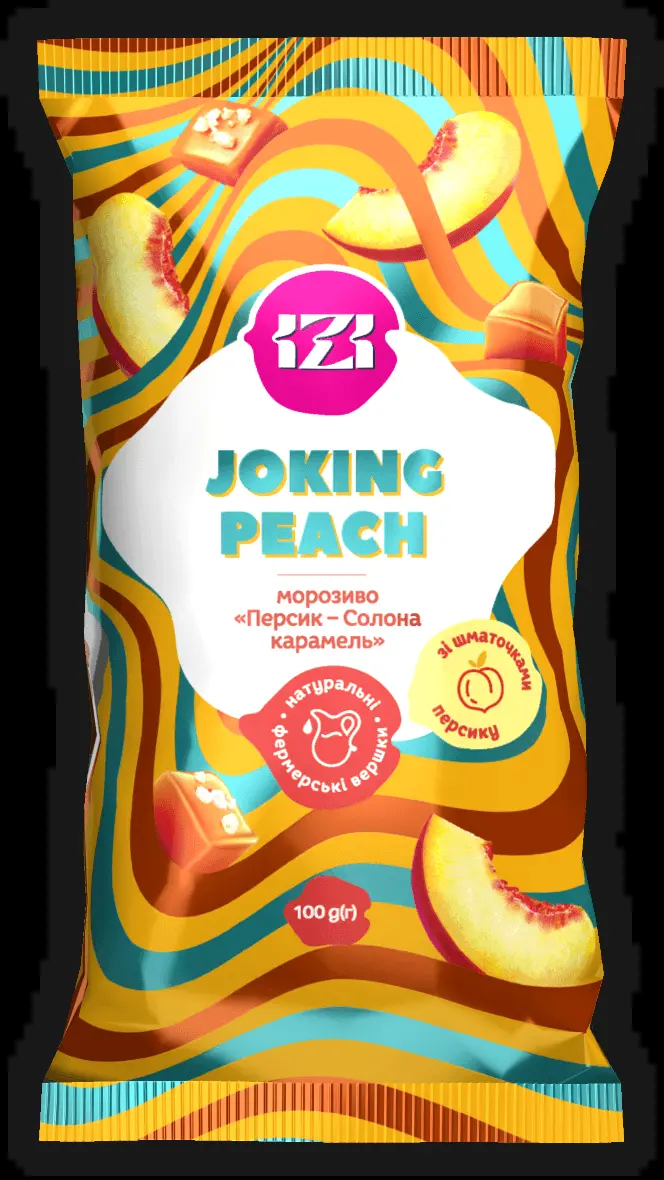 IZI
JOKING
PEACH
морозиво
«Персик – Солона
карамель»
зі шматочками
персику
натуральні
фермерські вершки
100 g(г)